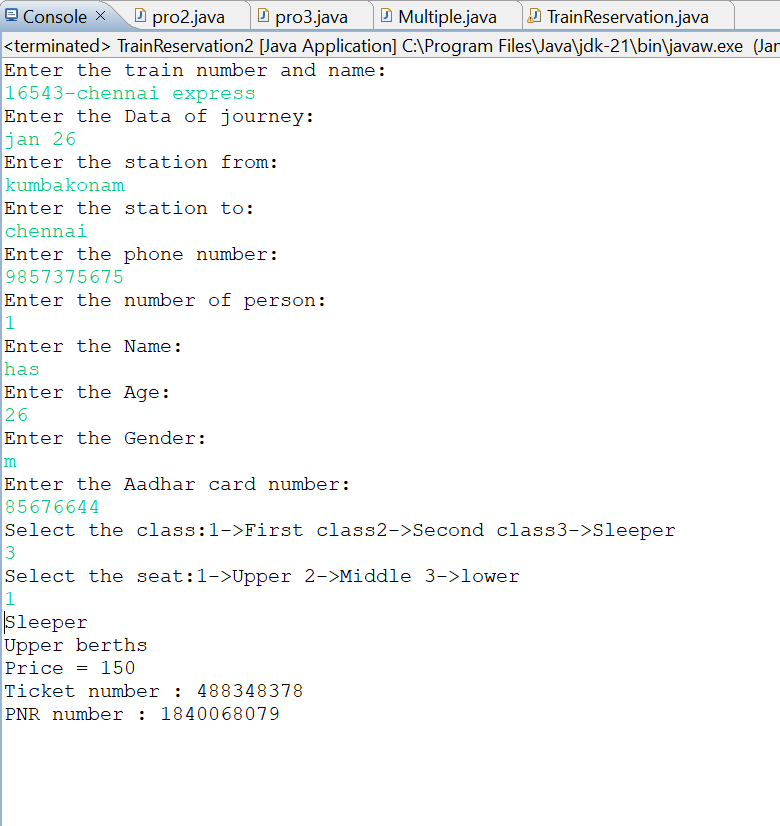 Console pro2.java pro3.java Multiple.java TrainReservation.java
<terminated> TrainReservation2 [Java Application] C:\Program Files\Java\jdk-21\bin\javaw.exe (Jan
Enter the train number and name:
16543-chennai express
Enter the Data of journey:
jan 26
Enter the station from:
kumbakonam
Enter the station to:
chennai
Enter the phone number:
9857375675
Enter the number of person:
1
Enter the Name:
has
Enter the Age:
26
Enter the Gender:
m
Enter the Aadhar card number:
85676644
Select the class:1->First class2->Second class3->Sleeper
3
Select the seat:1->Upper 2->Middle 3->lower
1
Sleeper
Upper berths
Price = 150
Ticket number : 488348378
PNR number : 1840068079